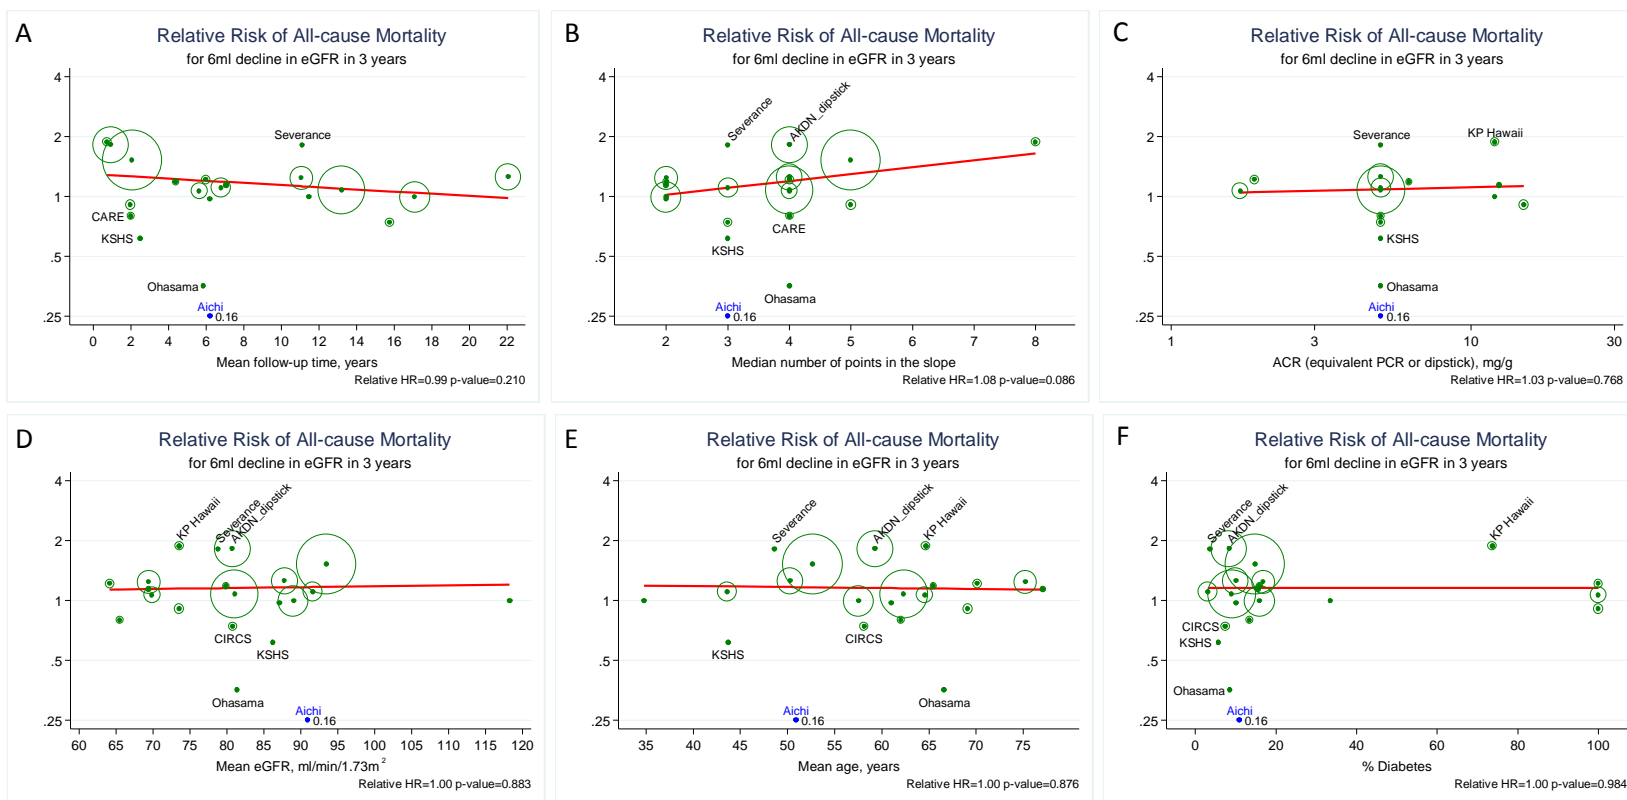 A
Relative Risk of All-cause Mortality
for 6ml decline in eGFR in 3 years
4
2
1
.5
.25
Severance
CARE
KSHS
Ohasama
Aichi
0.16
0 2 4 6 8 10 12 14 16 18 20 22
Mean follow-up time, years
Relative HR=0.99 p-value=0.210
B
Relative Risk of All-cause Mortality
for 6ml decline in eGFR in 3 years
4
2
1
.5
.25
Severance
AKDN_dipstick
CARE
KSHS
Ohasama
Aichi
0.16
2 3 4 5 6 7 8
Median number of points in the slope
Relative HR=1.08 p-value=0.086
C
Relative Risk of All-cause Mortality
for 6ml decline in eGFR in 3 years
4
2
1
.5
.25
Severance
KP Hawaii
KSHS
Ohasama
Aichi
0.16
1 3 10 30
ACR (equivalent PCR or dipstick), mg/g
Relative HR=1.03 p-value=0.768
D
Relative Risk of All-cause Mortality
for 6ml decline in eGFR in 3 years
4
2
1
.5
.25
KP Hawaii
Severance
AKDN_dipstick
CIRCS
KSHS
Ohasama
Aichi
0.16
60 65 70 75 80 85 90 95 100 105 110 115 120
Mean eGFR, ml/min/1.73m²
Relative HR=1.00 p-value=0.883
E
Relative Risk of All-cause Mortality
for 6ml decline in eGFR in 3 years
4
2
1
.5
.25
Severance
AKDN_dipstick
KP Hawaii
CIRCS
KSHS
Ohasama
Aichi
0.16
35 40 45 50 55 60 65 70 75
Mean age, years
Relative HR=1.00 p-value=0.876
F
Relative Risk of All-cause Mortality
for 6ml decline in eGFR in 3 years
4
2
1
.5
.25
Severance
AKDN_dipstick
KP Hawaii
CIRCS
KSHS
Ohasama
Aichi
0.16
0 20 40 60 80 100
% Diabetes
Relative HR=1.00 p-value=0.984